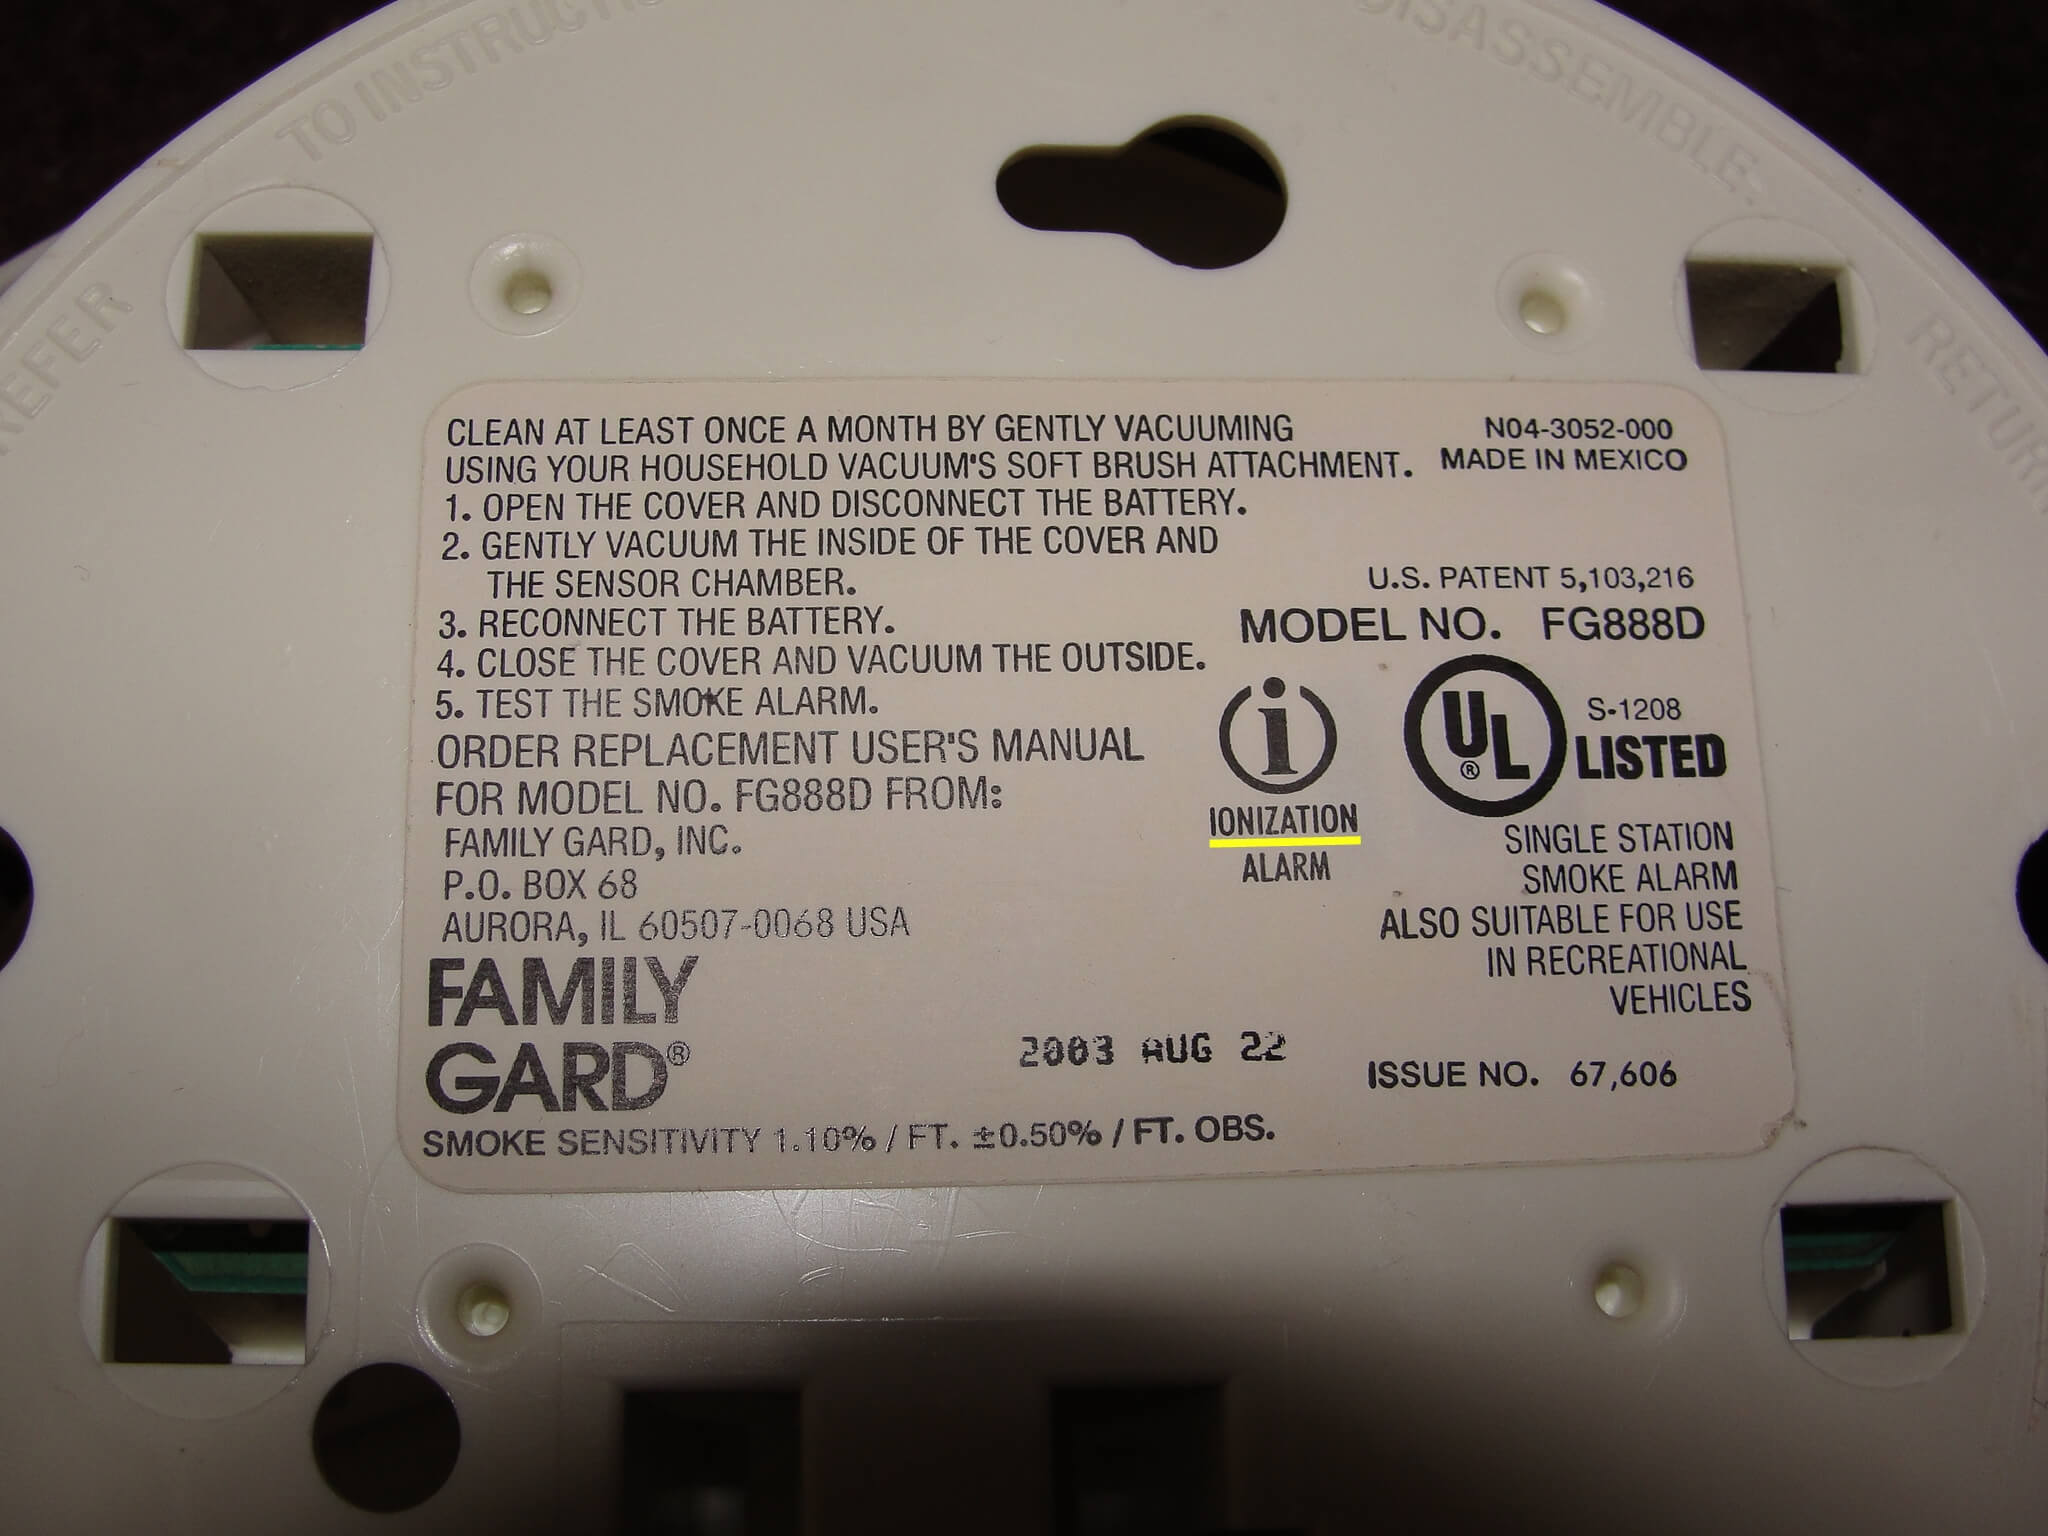 TO INSTRUCTIO
DISASSEMBLE.
REFER
RETURN
CLEAN AT LEAST ONCE A MONTH BY GENTLY VACUUMING
USING YOUR HOUSEHOLD VACUUM'S SOFT BRUSH ATTACHMENT.
1. OPEN THE COVER AND DISCONNECT THE BATTERY.
2. GENTLY VACUUM THE INSIDE OF THE COVER AND
THE SENSOR CHAMBER.
3. RECONNECT THE BATTERY.
4. CLOSE THE COVER AND VACUUM THE OUTSIDE.
5. TEST THE SMOKE ALARM.
ORDER REPLACEMENT USER'S MANUAL
FOR MODEL NO. FG888D FROM:
FAMILY GARD, INC.
P.O. BOX 68
AURORA, IL 60507-0068 USA
FAMILY
GARD®
SMOKE SENSITIVITY 1.10% / FT. ±0.50% / FT. OBS.
N04-3052-000
MADE IN MEXICO
U.S. PATENT 5,103,216
MODEL NO. FG888D
i
IONIZATION
ALARM
UL®
S-1208
LISTED
SINGLE STATION
SMOKE ALARM
ALSO SUITABLE FOR USE
IN RECREATIONAL
VEHICLES
2003 AUG 22
ISSUE NO. 67,606